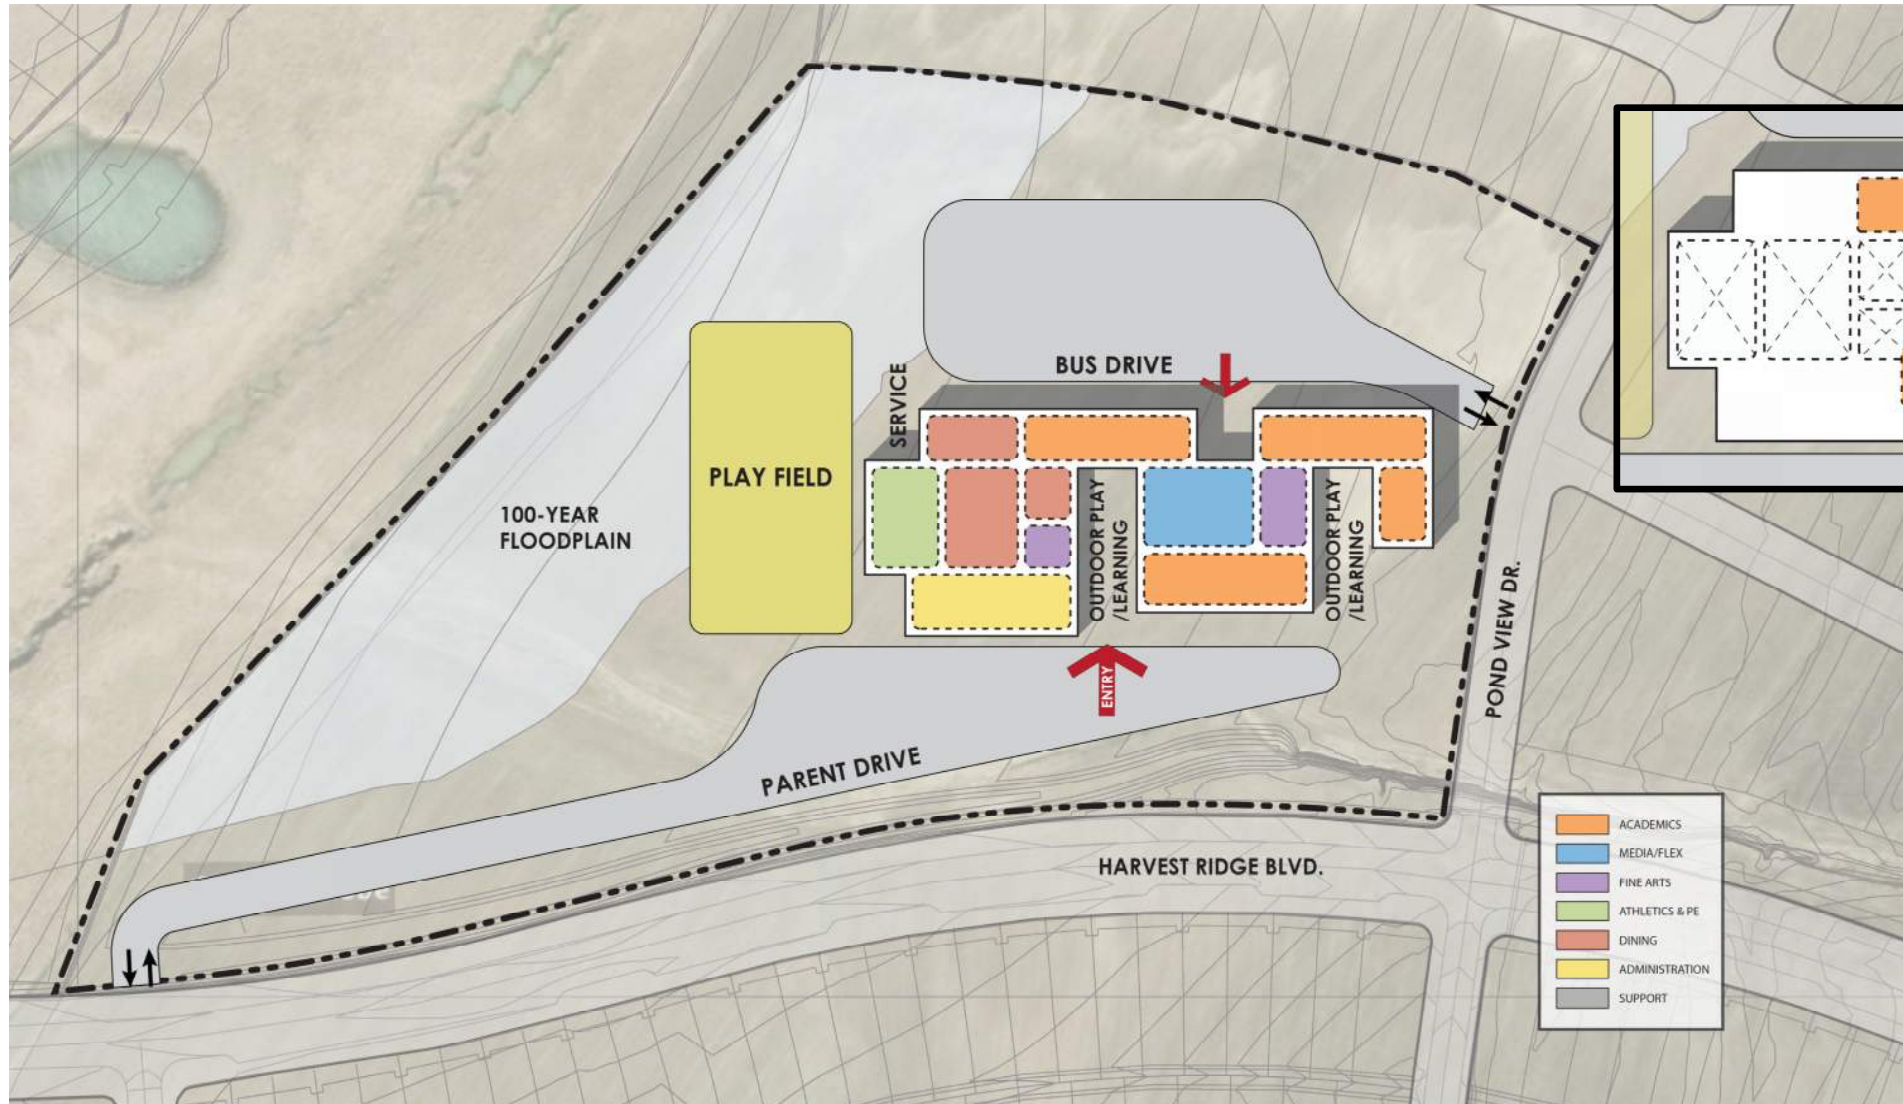 BUS DRIVE
SERVICE
PLAY FIELD
100-YEAR
FLOODPLAIN
OUTDOOR PLAY
/LEARNING
OUTDOOR PLAY
/LEARNING
ENTRY
POND VIEW DR.
PARENT DRIVE
HARVEST RIDGE BLVD.
ACADEMICS
MEDIA/FLEX
FINE ARTS
ATHLETICS & PE
DINING
ADMINISTRATION
SUPPORT